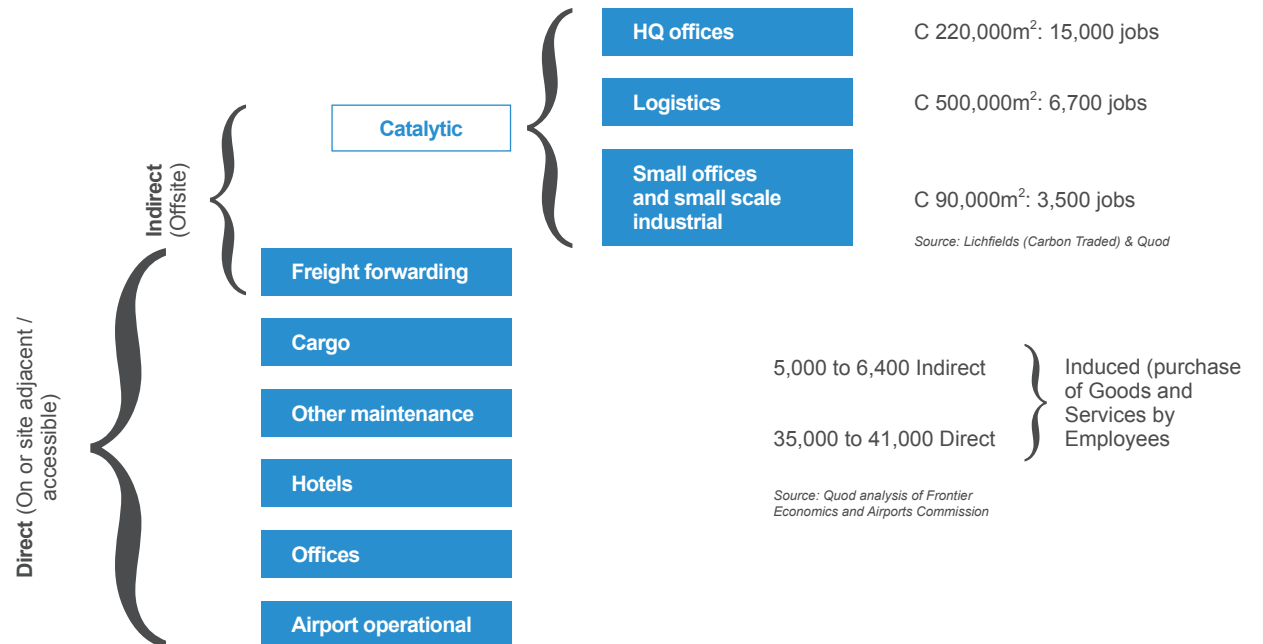 HQ offices
C 220,000m²: 15,000 jobs
Logistics
C 500,000m²: 6,700 jobs
Catalytic
Small offices
and small scale
industrial
C 90,000m²: 3,500 jobs
Source: Lichfields (Carbon Traded) & Quod
Indirect
(Offsite)
Freight forwarding
Cargo
Other maintenance
Hotels
Offices
Airport operational
Direct (On or site adjacent /
accessible)
5,000 to 6,400 Indirect
35,000 to 41,000 Direct
Induced (purchase
of Goods and
Services by
Employees
Source: Quod analysis of Frontier
Economics and Airports Commission